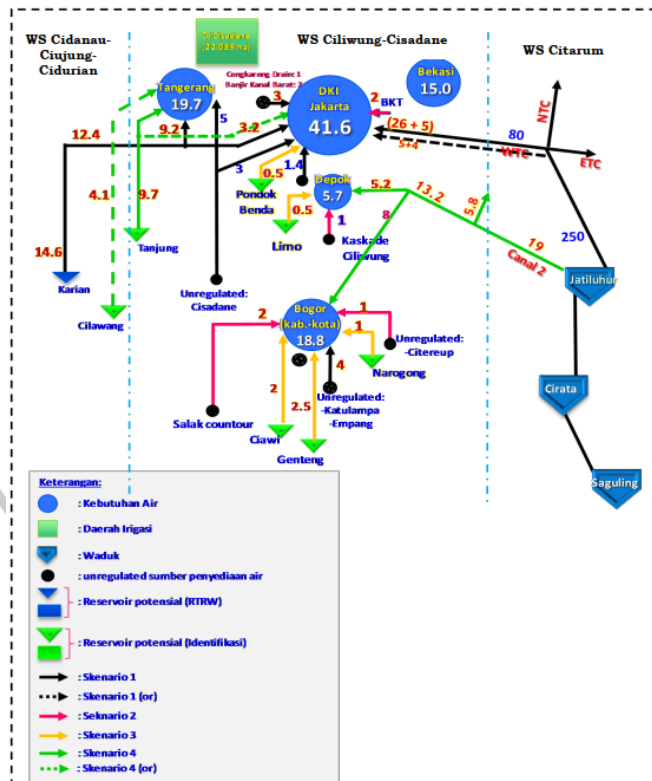 WS Cidanau-
Ciujung-
Cidurian
WS Ciliwung-Cisadane
WS Citarum
DI Cisadane
(22.086 ha)
Cengkareng Drain: 1
Banjir Kanal Barat: 2
3
Tangerang
19.7
DKI
Jakarta
41.6
Bekasi
15.0
2
BKT
NTC
(26 + 5)
5+4
80
WTC
ETC
12.4
9.2
5
3.2
3
1.4
4.1
9.7
0.5
Pondok
Benda
Depok
5.7
0.5
Limo
1
Kaskade
Ciliwung
5.2
8
13.2
5.8
19
Canal 2
250
Jatiluhur
14.6
Karian
Tanjung
Cilawang
Unregulated:
Cisadane
2
Bogor
(kab.-kota)
18.8
1
1
Unregulated:
-Citereup
Narogong
4
2
2.5
Unregulated:
-Katulampa
-Empang
Salak countour
Ciawi
Genteng
Cirata
Saguling
Keterangan:
: Kebutuhan Air
: Daerah Irigasi
: Waduk
: unregulated sumber penyediaan air
: Reservoir potensial (RTRW)
: Reservoir potensial (Identifikasi)
: Skenario 1
: Skenario 1 (or)
: Seknario 2
: Skenario 3
: Skenario 4
: Skenario 4 (or)